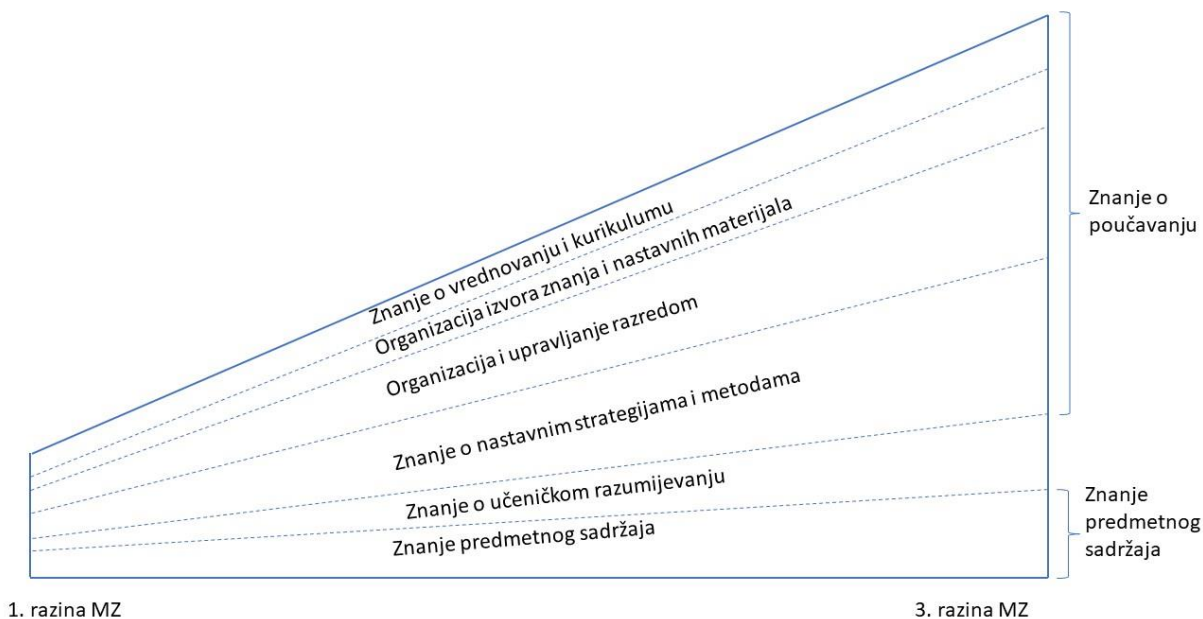 Znanje o vrednovanju i kurikulumu
Organizacija izvora znanja i nastavnih materijala
Organizacija i upravljanje razredom
Znanje o nastavnim strategijama i metodama
Znanje o učeničkom razumijevanju
Znanje predmetnog sadržaja
Znanje o
poučavanju
Znanje
predmetnog
sadržaja
1. razina MZ
3. razina MZ